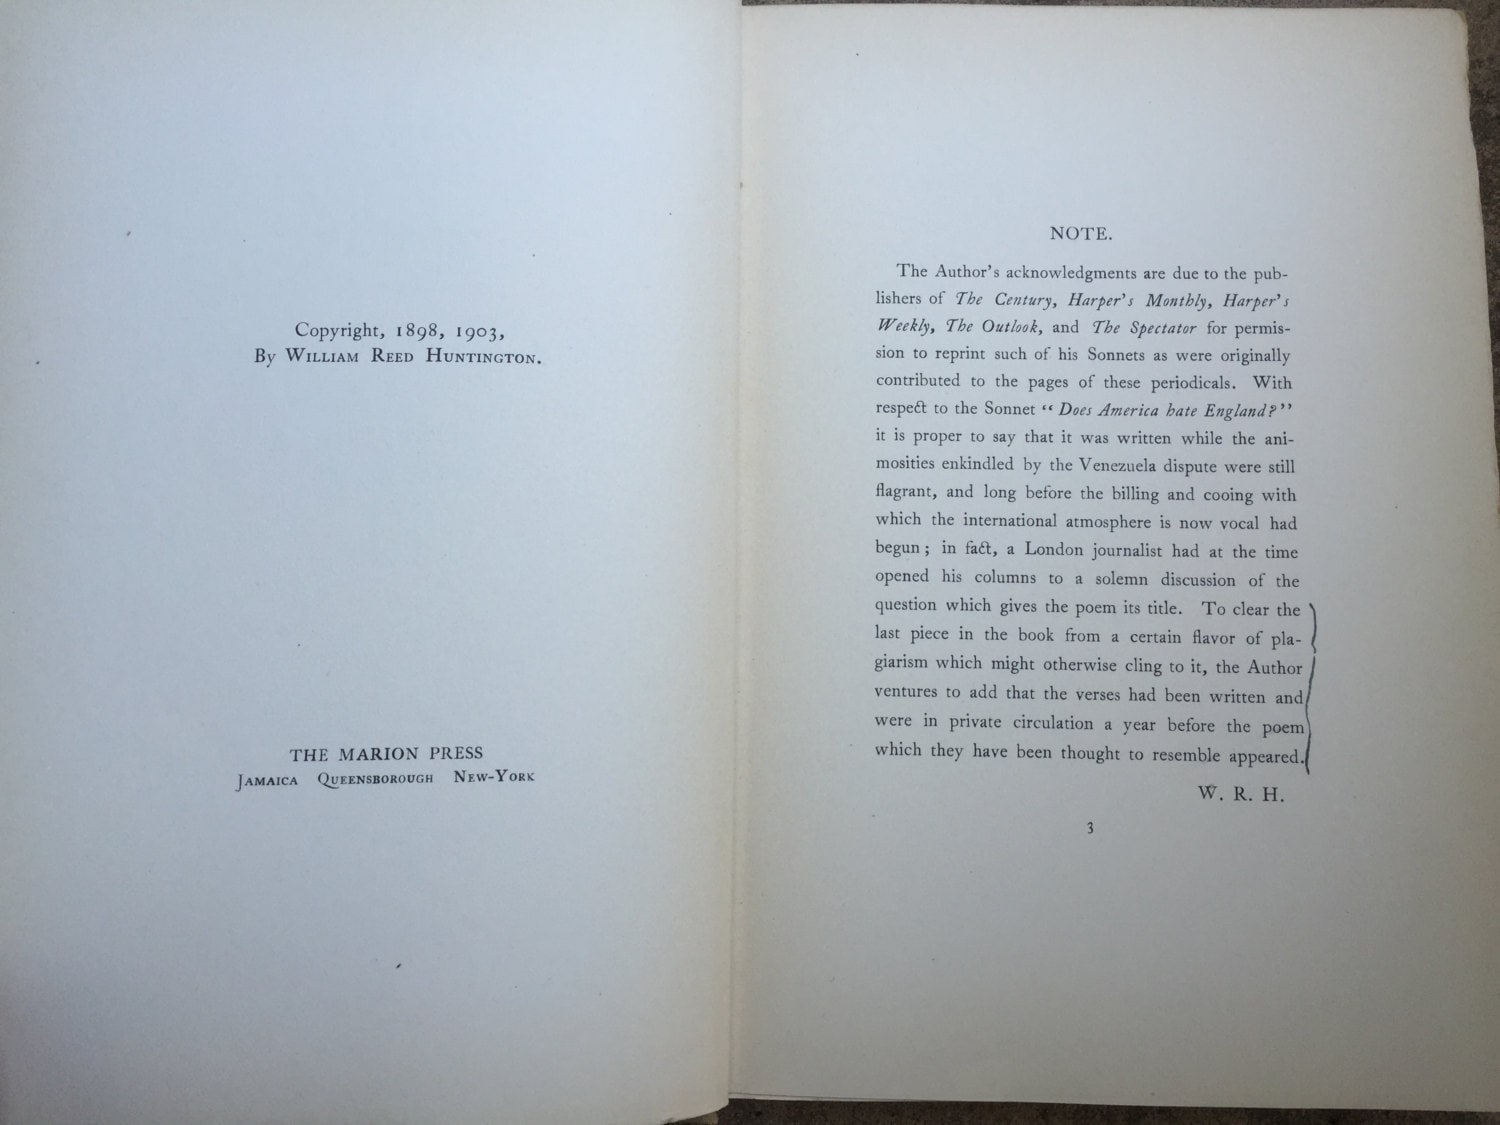 Copyright, 1898, 1903,
By William Reed Huntington.
THE MARION PRESS
Jamaica Queensborough New-York
NOTE.
The Author's acknowledgments are due to the pub-
lishers of The Century, Harper's Monthly, Harper's
Weekly, The Outlook, and The Spectator for permis-
sion to reprint such of his Sonnets as were originally
contributed to the pages of these periodicals. With
respect to the Sonnet "Does America hate England?"
it is proper to say that it was written while the ani-
mosities enkindled by the Venezuela dispute were still
flagrant, and long before the billing and cooing with
which the international atmosphere is now vocal had
begun; in fact, a London journalist had at the time
opened his columns to a solemn discussion of the
question which gives the poem its title. To clear the
last piece in the book from a certain flavor of pla-
giarism which might otherwise cling to it, the Author
ventures to add that the verses had been written and
were in private circulation a year before the poem
which they have been thought to resemble appeared.
W. R. H.
3